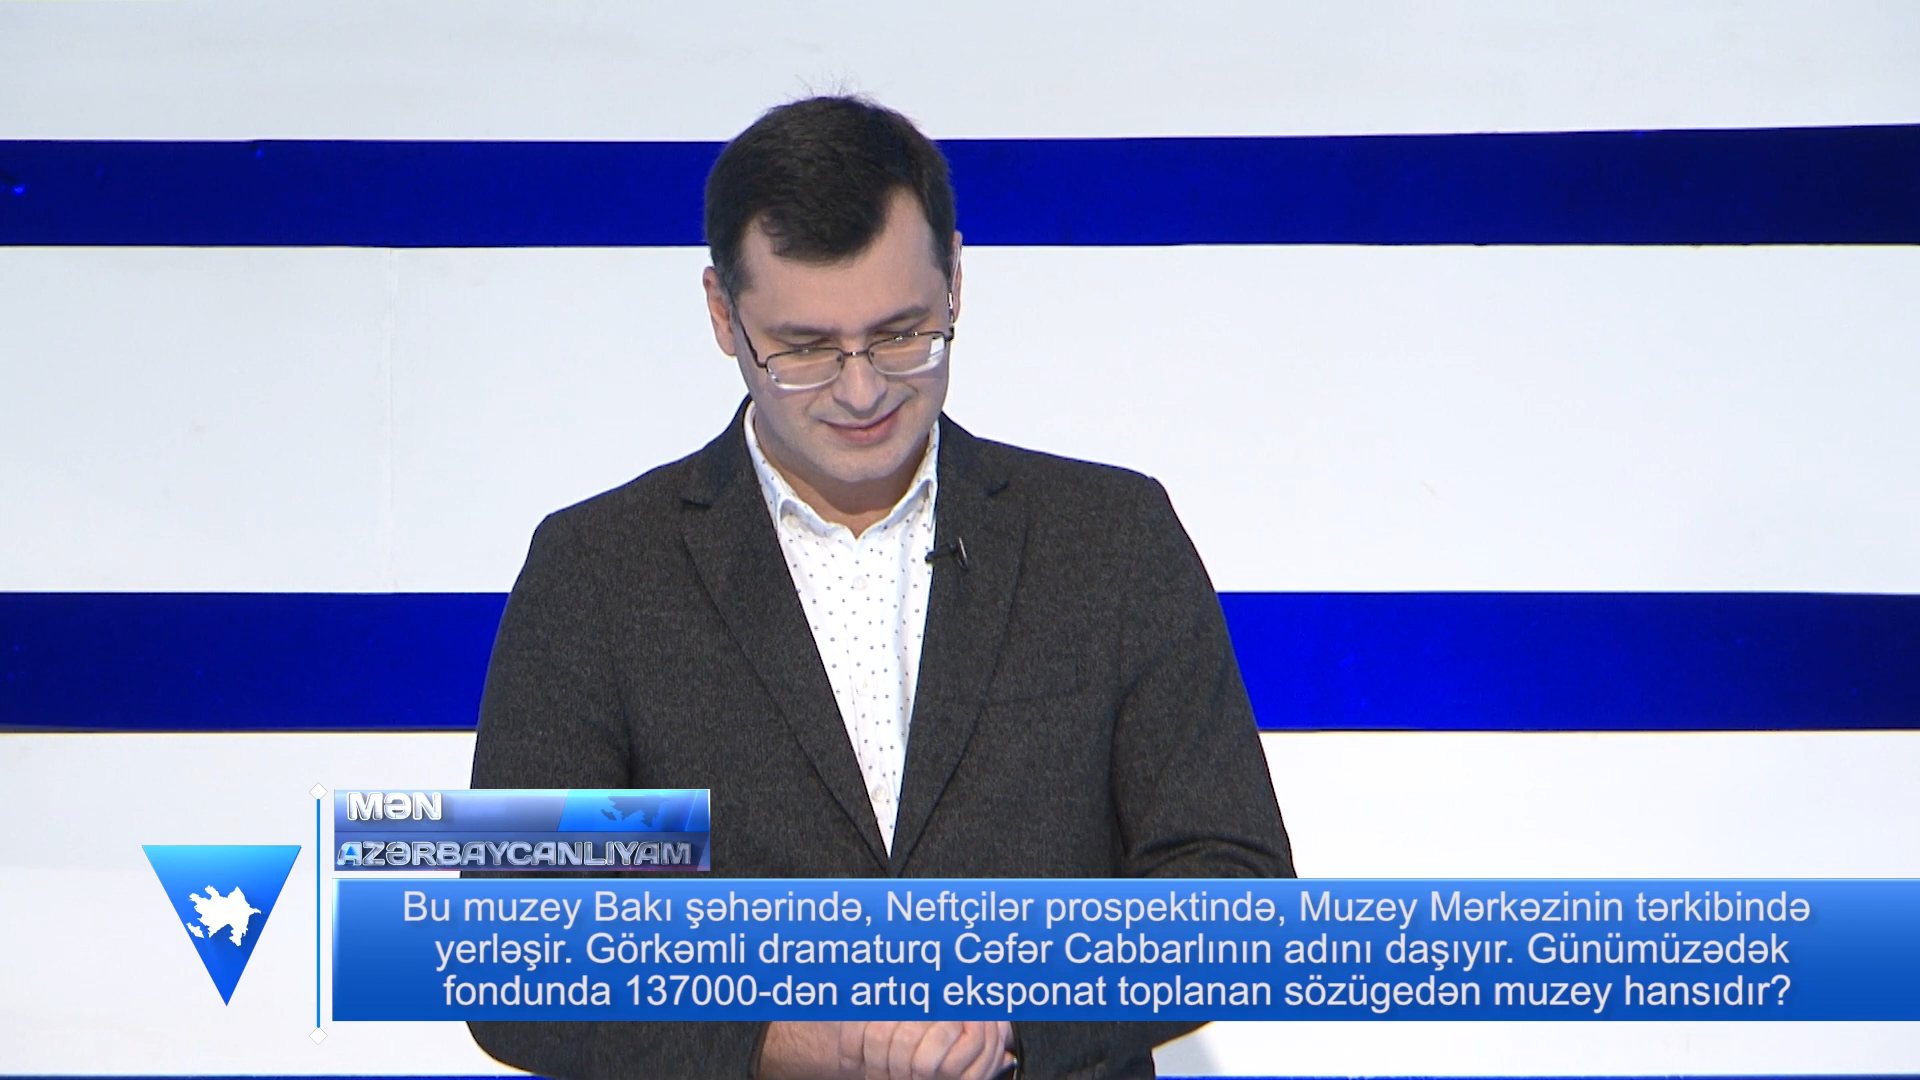 MƏN
AZƏRBAYCANLIYAM
Bu muzey Bakı şəhərində, Neftçilər prospektində, Muzey Mərkəzinin tərkibində
yerləşir. Görkəmli dramaturq Cəfər Cabbarlının adını daşıyır. Günümüzədək
fondunda 137000-dən artıq eksponat toplanan sözügedən muzey hansıdır?